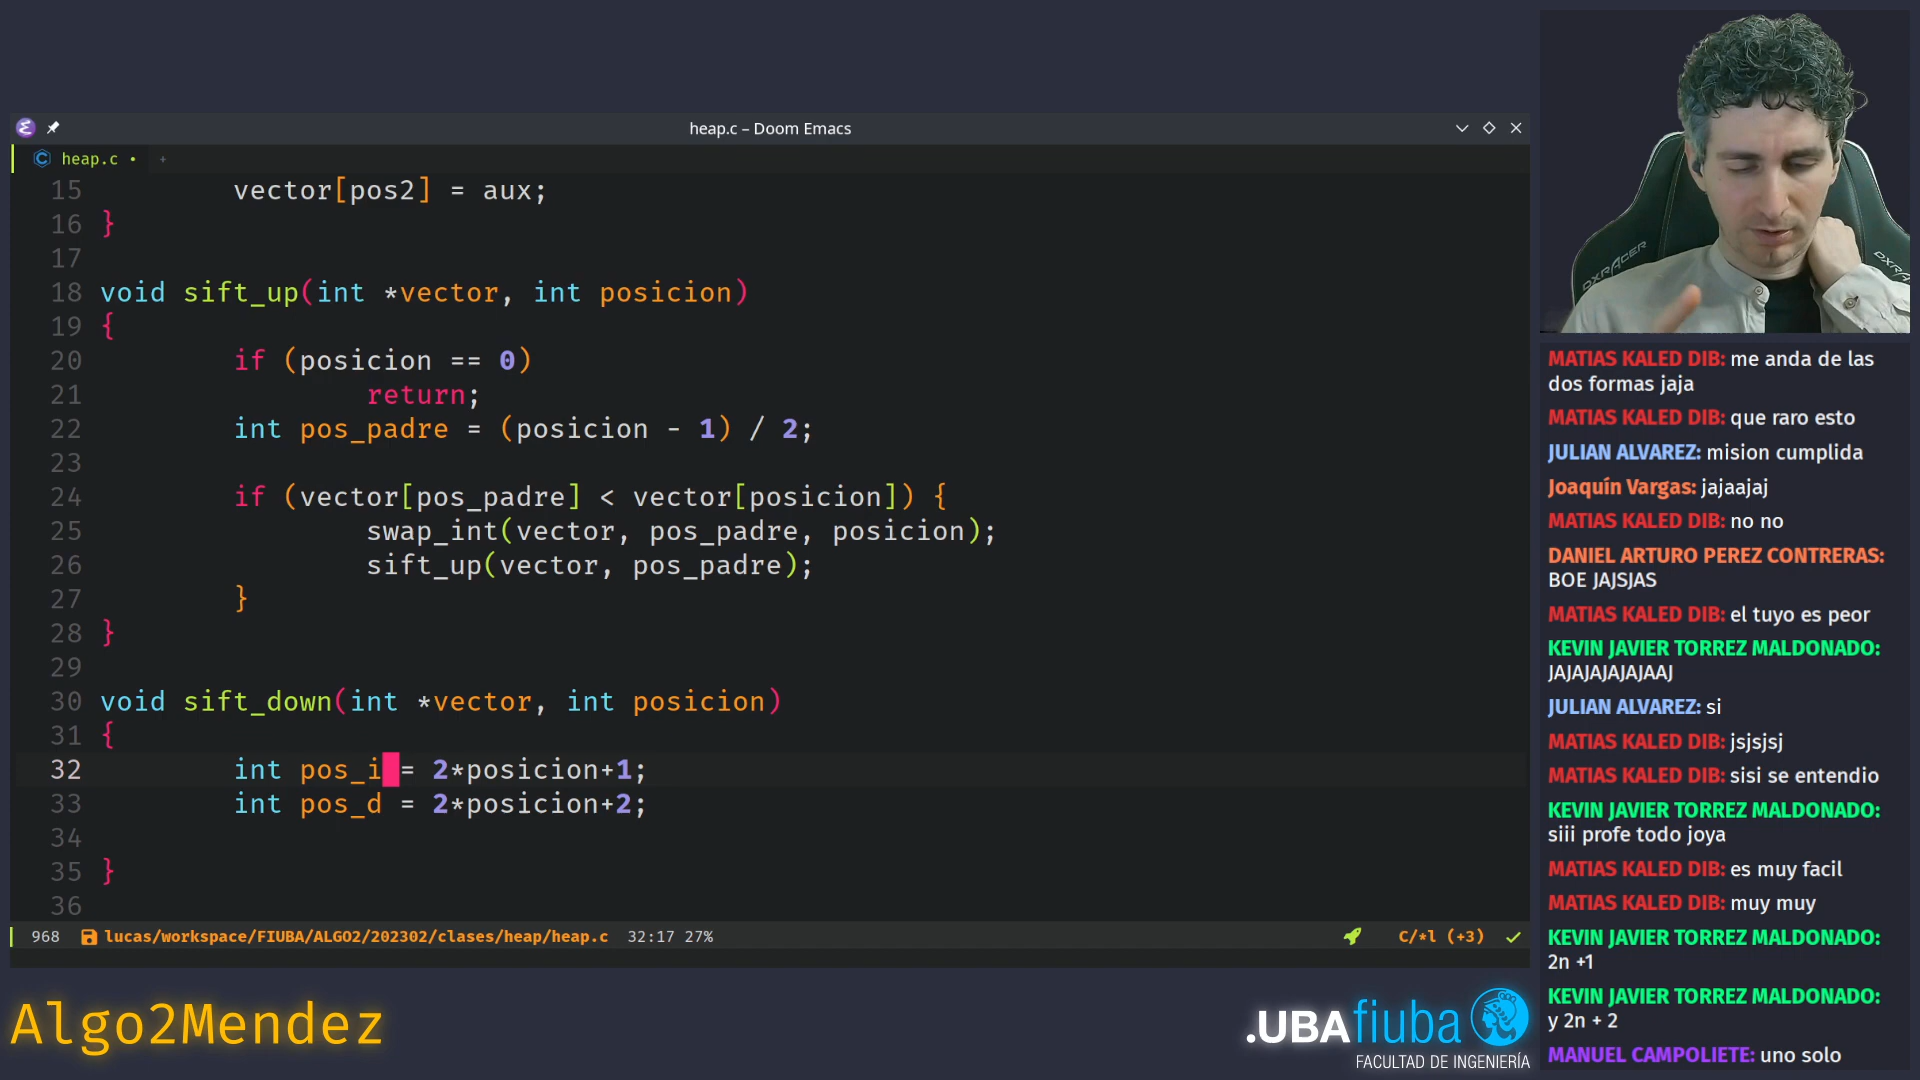 heap.c – Doom Emacs
heap.c • +
15 vector[pos2] = aux;
16 }
17
18 void sift_up(int *vector, int posicion)
19 {
20 if (posicion == 0)
21 return;
22 int pos_padre = (posicion - 1) / 2;
23
24 if (vector[pos_padre] < vector[posicion]) {
25 swap_int(vector, pos_padre, posicion);
26 sift_up(vector, pos_padre);
27 }
28 }
29
30 void sift_down(int *vector, int posicion)
31 {
32 int pos_i = 2*posicion+1;
33 int pos_d = 2*posicion+2;
34
35 }
36
968 lucas/workspace/FIUBA/ALGO2/202302/clases/heap/heap.c 32:17 27% C/*l (+3)
Algo2Mendez
.UBAfiuba
FACULTAD DE INGENIERÍA
DXRACER
MATIAS KALED DIB: me anda de las
dos formas jaja
MATIAS KALED DIB: que raro esto
JULIAN ALVAREZ: mision cumplida
Joaquín Vargas: jajaajaj
MATIAS KALED DIB: no no
DANIEL ARTURO PEREZ CONTRERAS:
BOE JAJSJAS
MATIAS KALED DIB: el tuyo es peor
KEVIN JAVIER TORREZ MALDONADO:
JAJAJAJAJAJAAJ
JULIAN ALVAREZ: si
MATIAS KALED DIB: jsjsjsj
MATIAS KALED DIB: sisi se entendio
KEVIN JAVIER TORREZ MALDONADO:
siii profe todo joya
MATIAS KALED DIB: es muy facil
MATIAS KALED DIB: muy muy
KEVIN JAVIER TORREZ MALDONADO:
2n +1
KEVIN JAVIER TORREZ MALDONADO:
y 2n + 2
MANUEL CAMPOLIETE: uno solo